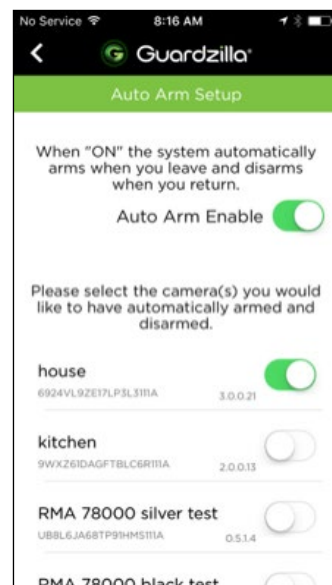 No Service 8:16 AM
Guardzilla
Auto Arm Setup
When "ON" the system automatically
arms when you leave and disarms
when you return.
Auto Arm Enable
Please select the camera(s) you would
like to have automatically armed and
disarmed.
house
6924VL9ZE17LP3L3111A 3.0.0.21
kitchen
9WXZ61DAGFTBLC6R111A 2.0.0.13
RMA 78000 silver test
UB8L6JA68TP91HMS111A 0.5.1.4
RMA 78000 black test